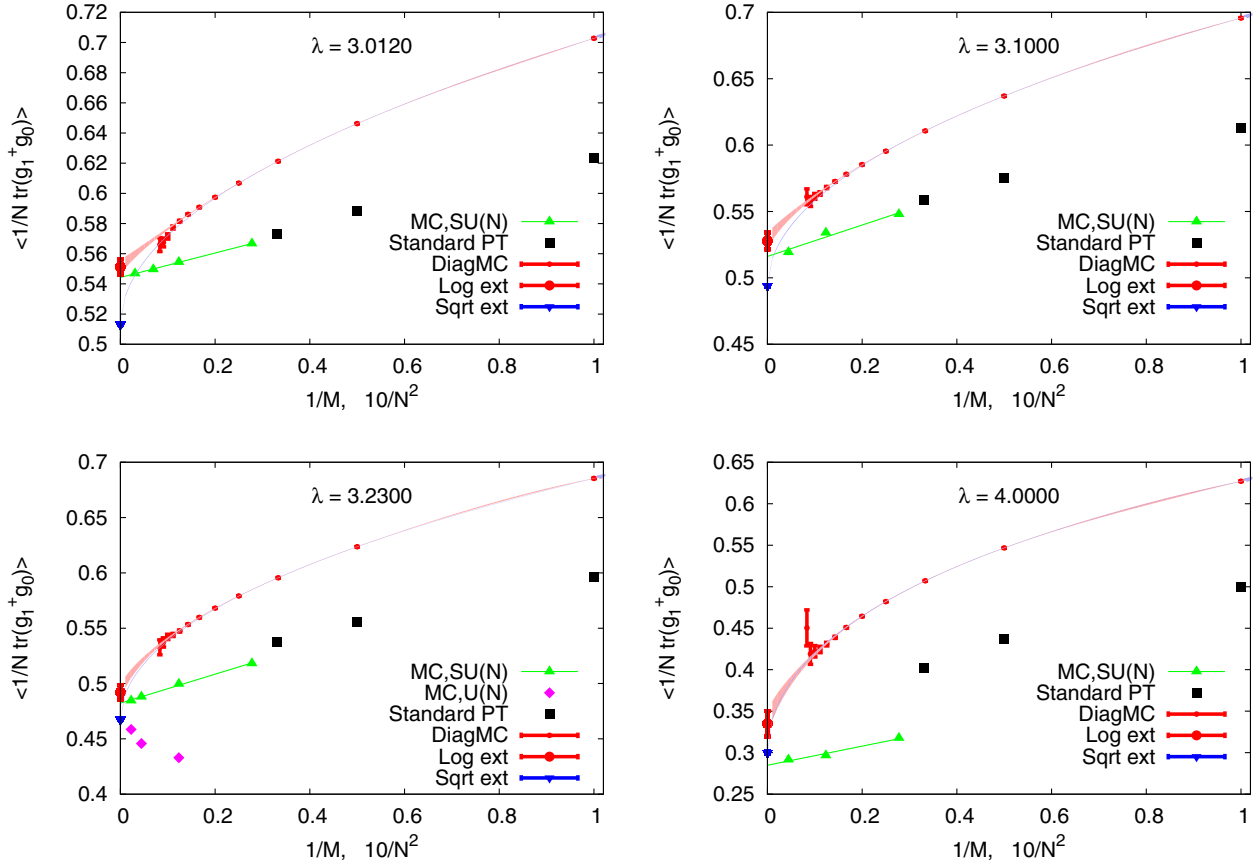 0.72
0.7
0.68
0.66
0.64
0.62
0.6
0.58
0.56
0.54
0.52
0.5
<1/N tr(g₁⁺g₀)>
λ = 3.0120
MC,SU(N)
Standard PT
DiagMC
Log ext
Sqrt ext
0 0.2 0.4 0.6 0.8 1
1/M, 10/N²
0.7
0.65
0.6
0.55
0.5
0.45
<1/N tr(g₁⁺g₀)>
λ = 3.1000
MC,SU(N)
Standard PT
DiagMC
Log ext
Sqrt ext
0 0.2 0.4 0.6 0.8 1
1/M, 10/N²
0.7
0.65
0.6
0.55
0.5
0.45
0.4
<1/N tr(g₁⁺g₀)>
λ = 3.2300
MC,SU(N)
MC,U(N)
Standard PT
DiagMC
Log ext
Sqrt ext
0 0.2 0.4 0.6 0.8 1
1/M, 10/N²
0.65
0.6
0.55
0.5
0.45
0.4
0.35
0.3
0.25
<1/N tr(g₁⁺g₀)>
λ = 4.0000
MC,SU(N)
Standard PT
DiagMC
Log ext
Sqrt ext
0 0.2 0.4 0.6 0.8 1
1/M, 10/N²